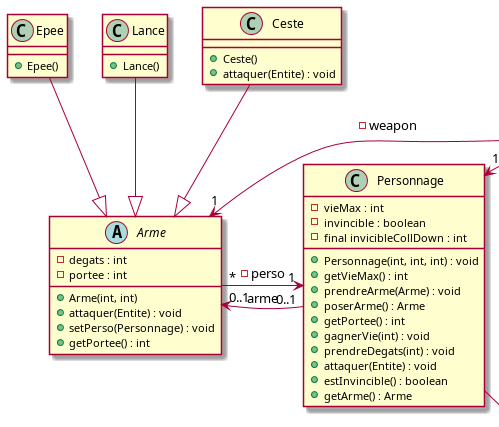 C Epee
Epee()
C Lance
Lance()
C Ceste
Ceste()
attaquer(Entite) : void
weapon
1
1
A Arme
degats : int
portee : int
Arme(int, int)
attaquer(Entite) : void
setPerso(Personnage) : void
getPortee() : int
* perso 1
0..1 arme 0..1
C Personnage
vieMax : int
invincible : boolean
final invicibleCollDown : int
Personnage(int, int, int) : void
getVieMax() : int
prendreArme(Arme) : void
poserArme() : Arme
getPortee() : int
gagnerVie(int) : void
prendreDegats(int) : void
attaquer(Entite) : void
estInvincible() : boolean
getArme() : Arme